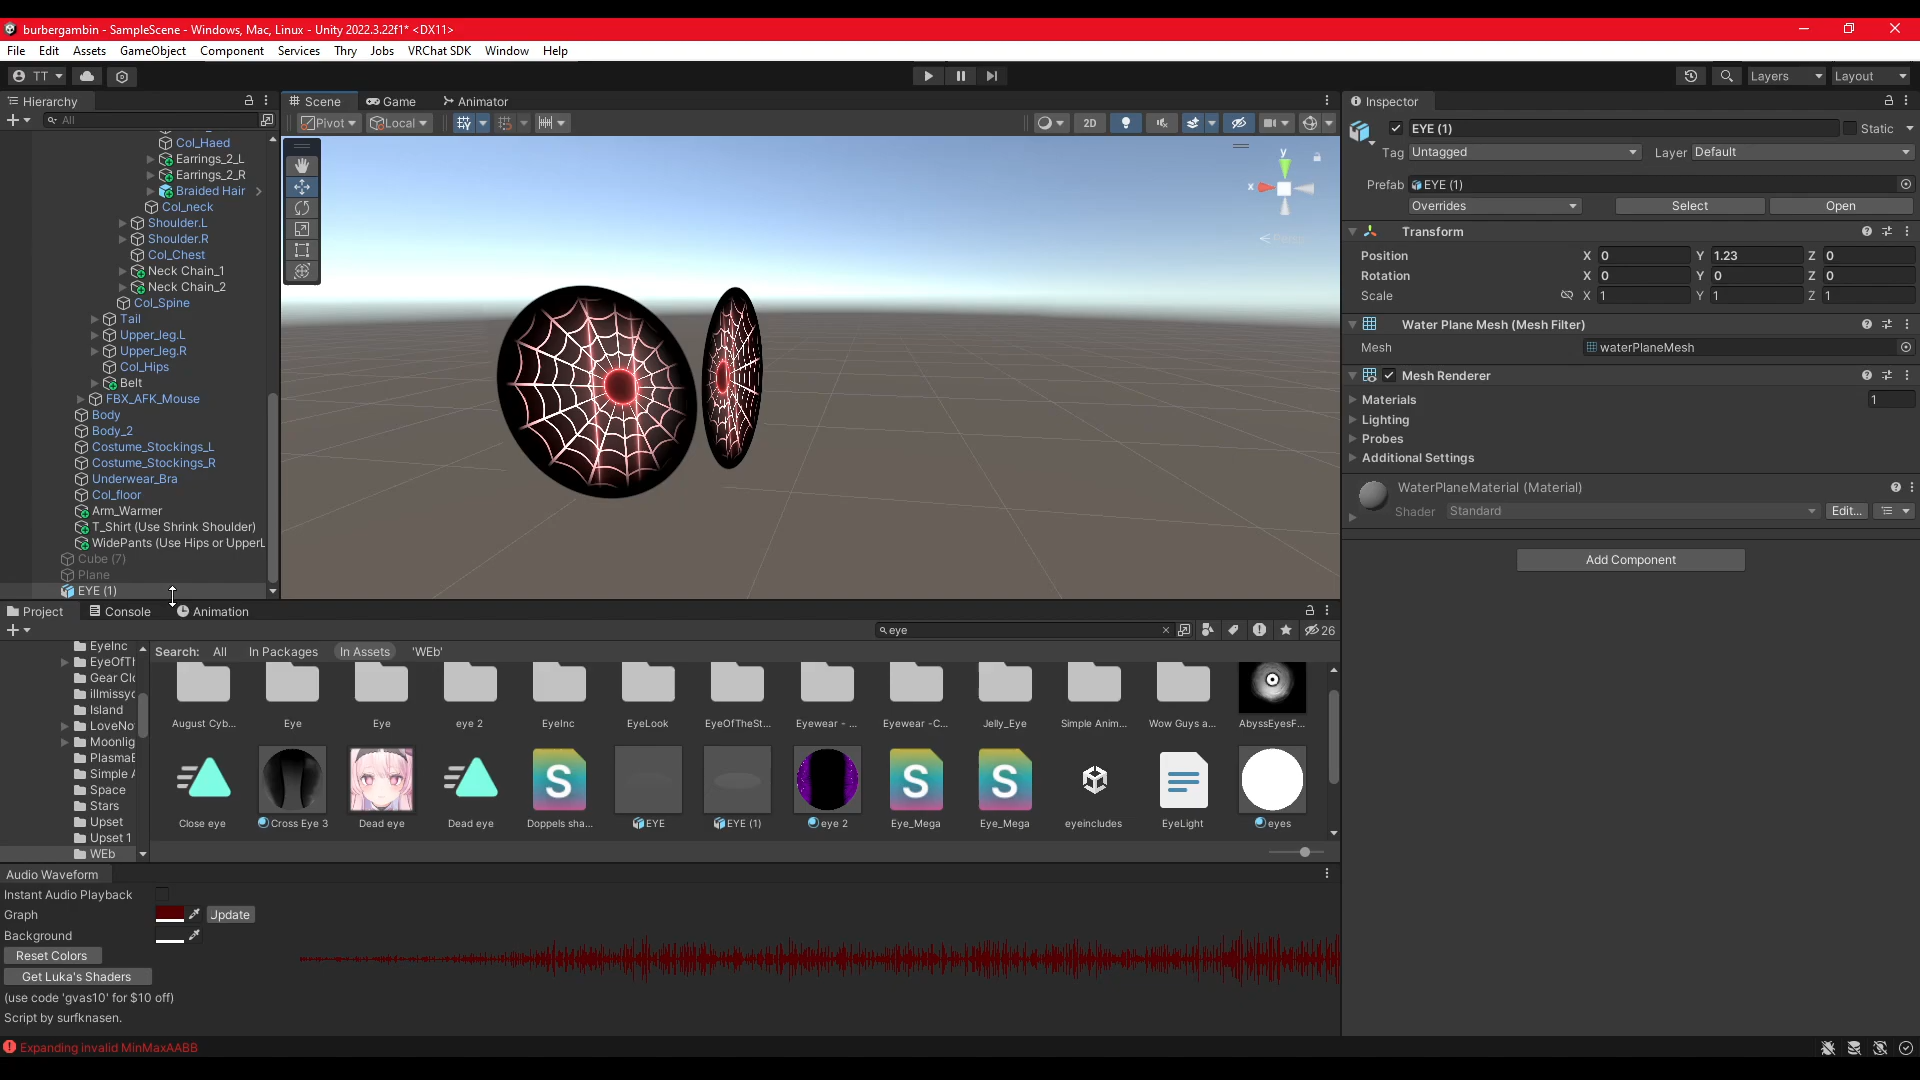 burbergambin - SampleScene - Windows, Mac, Linux - Unity 2022.3.22f1* <DX11>
File Edit Assets GameObject Component Services Thry Jobs VRChat SDK Window Help
TT Layers Layout
Hierarchy
All
Col_Haed
Earrings_2_L
Earrings_2_R
Braided Hair
Col_neck
Shoulder.L
Shoulder.R
Col_Chest
Neck Chain_1
Neck Chain_2
Col_Spine
Tail
Upper_leg.L
Upper_leg.R
Col_Hips
Belt
FBX_AFK_Mouse
Body
Body_2
Costume_Stockings_L
Costume_Stockings_R
Underwear_Bra
Col_floor
Arm_Warmer
T_Shirt (Use Shrink Shoulder)
WidePants (Use Hips or UpperL
Cube (7)
Plane
EYE (1)
Scene Game Animator
Pivot Local 2D
y
x
Inspector
EYE (1) Static
Tag Untagged Layer Default
Prefab EYE (1)
Overrides Select Open
Transform
Position X 0 Y 1.23 Z 0
Rotation X 0 Y 0 Z 0
Scale X 1 Y 1 Z 1
Water Plane Mesh (Mesh Filter)
Mesh waterPlaneMesh
Mesh Renderer
Materials 1
Lighting
Probes
Additional Settings
WaterPlaneMaterial (Material)
Shader Standard Edit...
Add Component
Project Console Animation
eye 26
EyeInc
EyeOfTh
Gear Clo
illmissyo
Island
LoveNo
Moonlig
PlasmaE
Simple A
Space
Stars
Upset
Upset 1
WEb
Search: All In Packages In Assets 'WEb'
August Cyb... Eye Eye eye 2 EyeInc EyeLook EyeOfTheSt... Eyewear - ... Eyewear -C... Jelly_Eye Simple Anim... Wow Guys a... AbyssEyesF...
Close eye Cross Eye 3 Dead eye Dead eye Doppels sha... EYE EYE (1) eye 2 Eye_Mega Eye_Mega eyeincludes EyeLight eyes
Audio Waveform
Instant Audio Playback
Graph Update
Background
Reset Colors
Get Luka's Shaders
(use code 'gvas10' for $10 off)
Script by surfknasen.
Expanding invalid MinMaxAABB